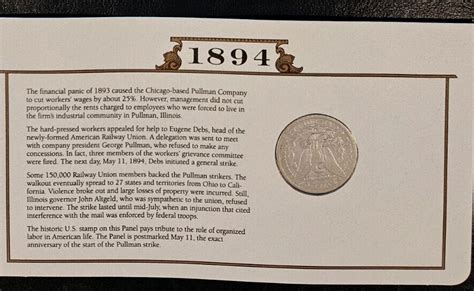 1894
The financial panic of 1893 caused the Chicago-based Pullman Company
to cut workers' wages by about 25%. However, management did not cut
proportionally the rents charged to employees who were forced to live in
the firm's industrial community in Pullman, Illinois.
The hard-pressed workers appealed for help to Eugene Debs, head of the
newly-formed American Railway Union. A delegation was sent to meet
with company president George Pullman, who refused to make any
concessions. In fact, three members of the workers' grievance committee
were fired. The next day, May 11, 1894, Debs initiated a general strike.
Some 150,000 Railway Union members backed the Pullman strikers. The
walkout eventually spread to 27 states and territories from Ohio to Cali-
fornia. Violence broke out and large losses of property were incurred. Still,
Illinois governor John Altgeld, who was sympathetic to the union, refused
to intervene. The strike lasted until mid-July, when an injunction that cited
interference with the mail was enforced by federal troops.
The historic U.S. stamp on this Panel pays tribute to the role of organized
labor in American life. The Panel is postmarked May 11, the exact
anniversary of the start of the Pullman strike.